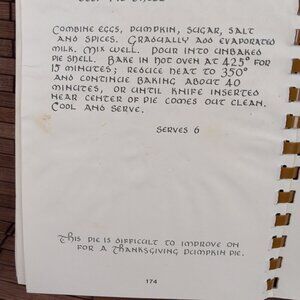 COMBINE EGGS, PUMPKIN, SUGAR, SALT
AND SPICES. GRADUALLY ADD EVAPORATED
MILK. MIX WELL. POUR INTO UNBAKED
PIE SHELL. BAKE IN HOT OVEN AT 425° FOR
15 MINUTES; REDUCE HEAT TO 350°
AND CONTINUE BAKING ABOUT 40
MINUTES, OR UNTIL KNIFE INSERTED
NEAR CENTER OF PIE COMES OUT CLEAN.
COOL AND SERVE.
SERVES 6
THIS PIE IS DIFFICULT TO IMPROVE ON
FOR A THANKSGIVING PUMPKIN PIE.
174